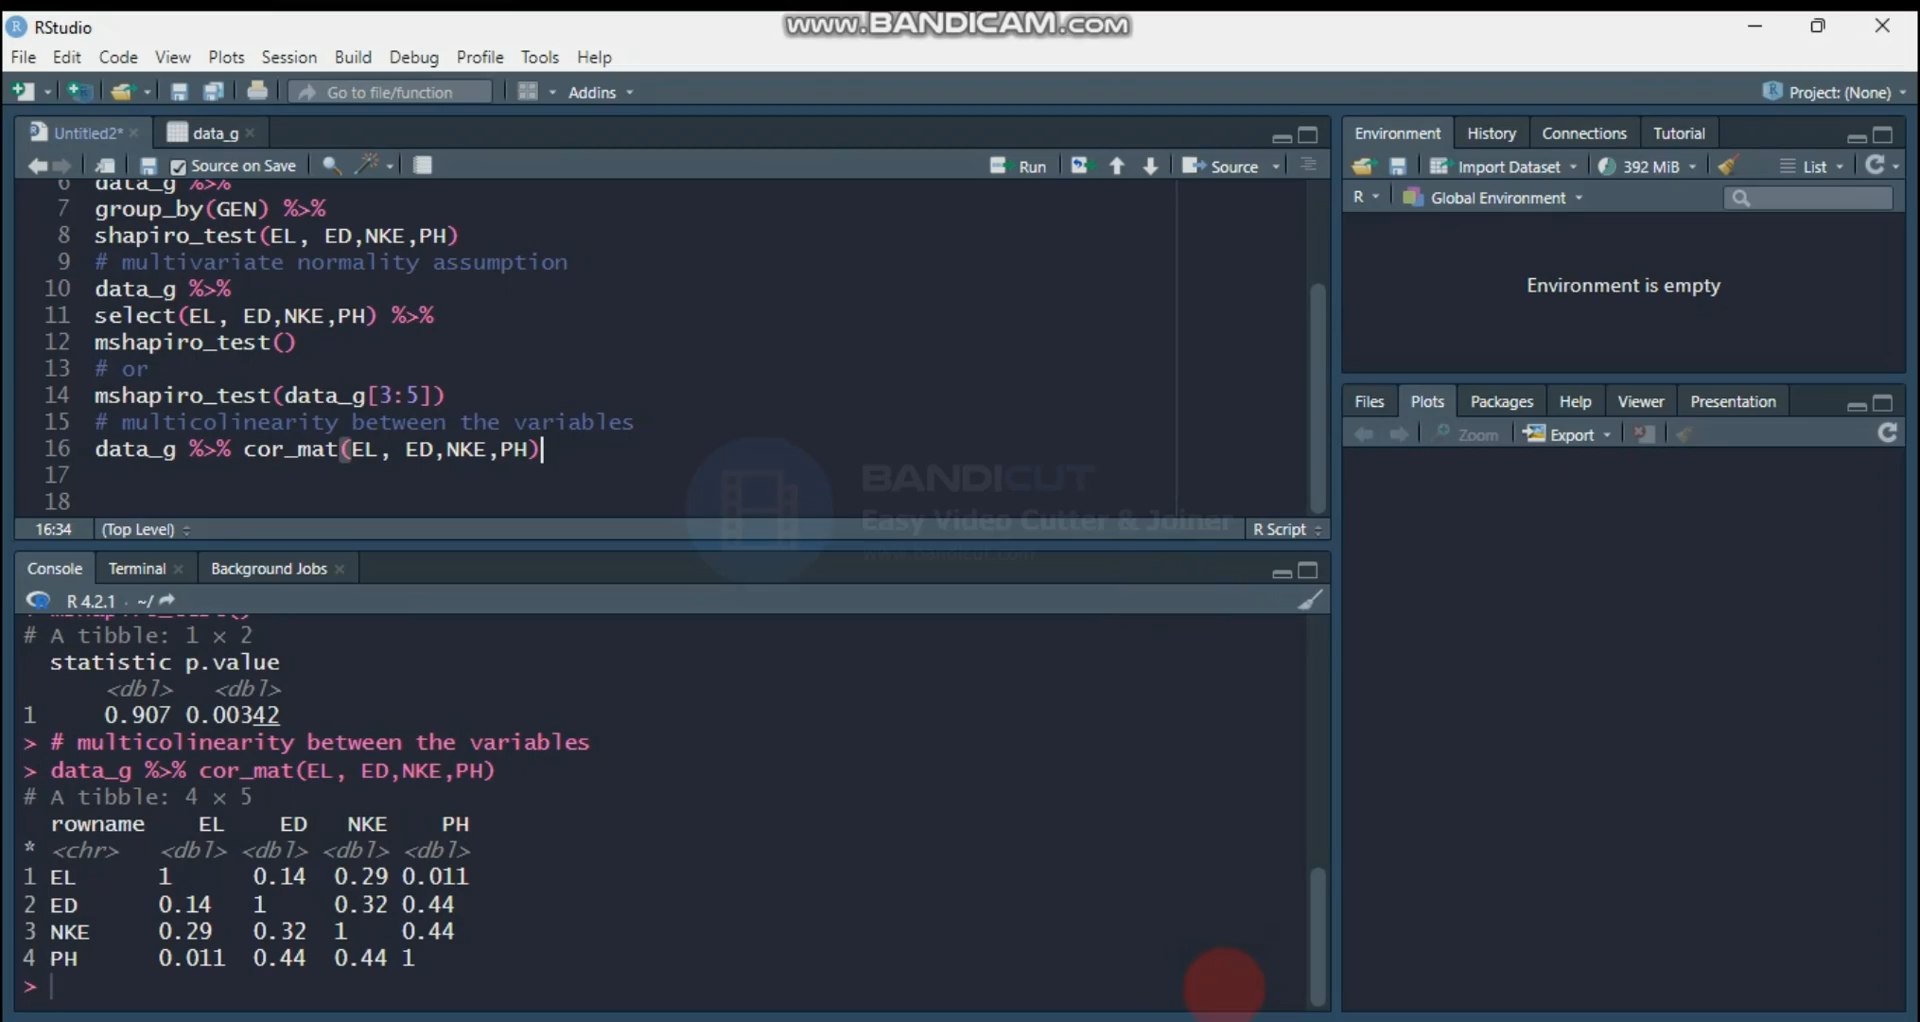 www.BANDICAM.com
RStudio
File Edit Code View Plots Session Build Debug Profile Tools Help
Go to file/function Addins Project: (None)
Untitled2* data_g
Source on Save Run Source
6 data_g %>%
7 group_by(GEN) %>%
8 shapiro_test(EL, ED,NKE,PH)
9 # multivariate normality assumption
10 data_g %>%
11 select(EL, ED,NKE,PH) %>%
12 mshapiro_test()
13 # or
14 mshapiro_test(data_g[3:5])
15 # multicolinearity between the variables
16 data_g %>% cor_mat(EL, ED,NKE,PH)
17
18
BANDICUT
Easy Video Cutter & Joiner
www.bandicut.com
16:34 (Top Level) R Script
Console Terminal Background Jobs
R 4.2.1 · ~/
# A tibble: 1 × 2
statistic p.value
<dbl> <dbl>
1 0.907 0.00342
> # multicolinearity between the variables
> data_g %>% cor_mat(EL, ED,NKE,PH)
# A tibble: 4 × 5
rowname EL ED NKE PH
* <chr> <dbl> <dbl> <dbl> <dbl>
1 EL 1 0.14 0.29 0.011
2 ED 0.14 1 0.32 0.44
3 NKE 0.29 0.32 1 0.44
4 PH 0.011 0.44 0.44 1
>
Environment History Connections Tutorial
Import Dataset 392 MiB List
R Global Environment
Environment is empty
Files Plots Packages Help Viewer Presentation
Zoom Export